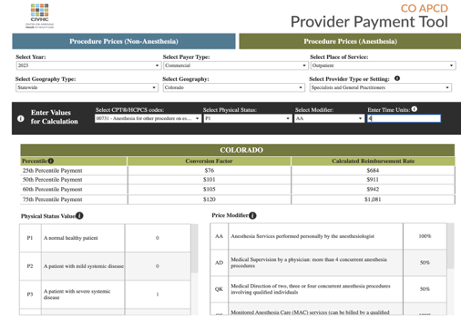 CIVHC
CO APCD
Provider Payment Tool
Procedure Prices (Non-Anesthesia)
Procedure Prices (Anesthesia)
Select Year:
Select Payer Type:
Select Place of Service:
2023
Commercial
Outpatient
Select Geography Type:
Select Geography:
Select Provider Type or Setting:
Statewide
Colorado
Specialists and General Practitioners
Enter Values
for Calculation
Select CPT®/HCPCS codes:
Select Physical Status:
Select Modifier:
Enter Time Units:
00731 - Anesthesia for other procedure on es...
P1
AA
4
COLORADO
Percentile
Conversion Factor
Calculated Reimbursement Rate
25th Percentile Payment
$76
$684
50th Percentile Payment
$101
$911
60th Percentile Payment
$105
$942
75th Percentile Payment
$120
$1,081
Physical Status Value
Price Modifier
P1
A normal healthy patient
0
P2
A patient with mild systemic disease
0
P3
A patient with severe systemic
disease
1
AA
Anesthesia Services performed personally by the anesthesiologist
100%
AD
Medical Supervision by a physician: more than 4 concurrent anesthesia
procedures
50%
QK
Medical Direction of two, three or four concurrent anesthesia procedures
involving qualified individuals
50%
Monitored Anesthesia Care (MAC) services (can be billed by a qualified